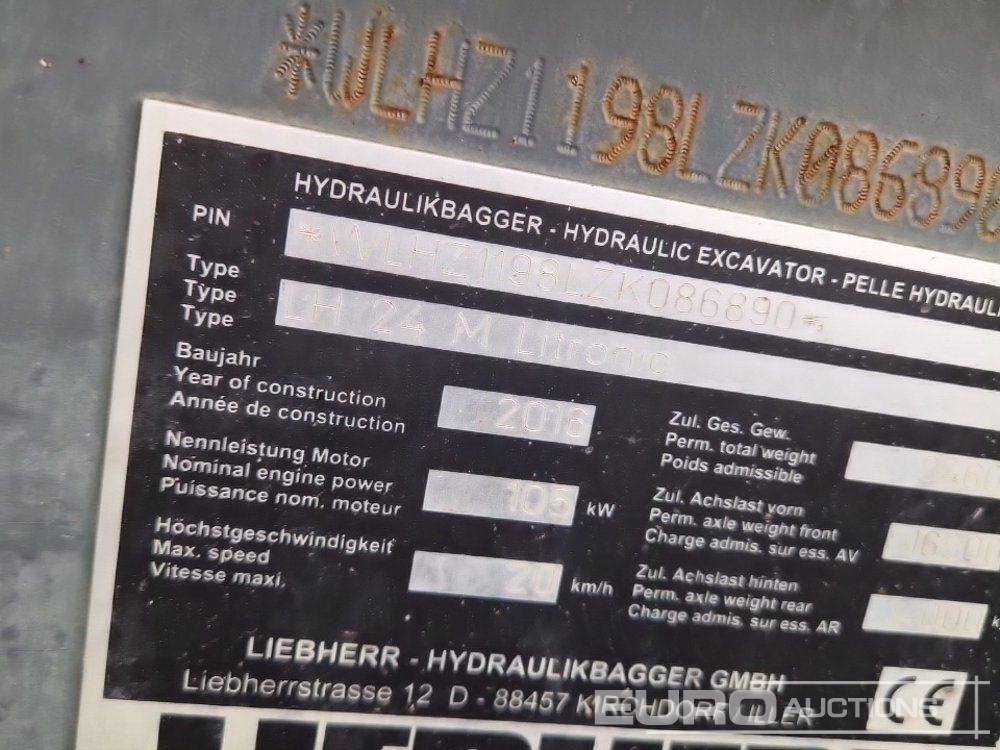 *WLHZ1198LZK086890
HYDRAULIKBAGGER - HYDRAULIC EXCAVATOR - PELLE HYDRAULI
PIN *WLHZ1198LZK086890*
Type
Type LH 24 M Litronic
Type
Baujahr
Year of construction 2016
Année de construction
Nennleistung Motor
Nominal engine power 105 kW
Puissance nom. moteur
Höchstgeschwindigkeit
Max. speed 20 km/h
Vitesse maxi.
Zul. Ges. Gew.
Perm. total weight
Poids admissible
Zul. Achslast vorn
Perm. axle weight front
Charge admis. sur ess. AV
Zul. Achslast hinten
Perm. axle weight rear
Charge admis. sur ess. AR
LIEBHERR - HYDRAULIKBAGGER GMBH
Liebherrstrasse 12 D - 88457 KIRCHDORF / ILLER
CE
EURO AUCTIONS